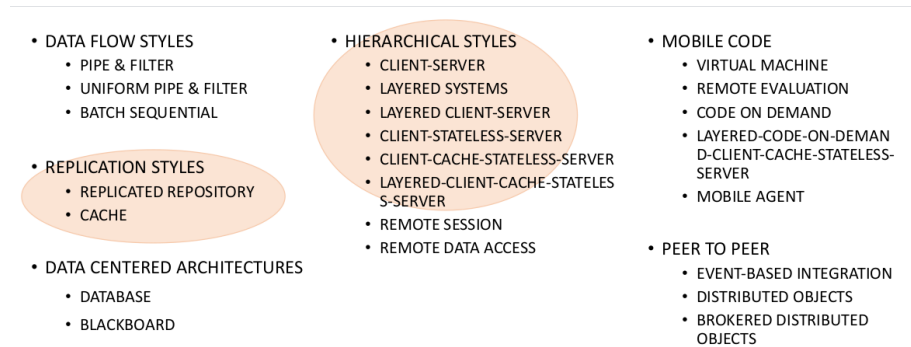 • DATA FLOW STYLES
• PIPE & FILTER
• UNIFORM PIPE & FILTER
• BATCH SEQUENTIAL
• REPLICATION STYLES
• REPLICATED REPOSITORY
• CACHE
• DATA CENTERED ARCHITECTURES
• DATABASE
• BLACKBOARD
• HIERARCHICAL STYLES
• CLIENT-SERVER
• LAYERED SYSTEMS
• LAYERED CLIENT-SERVER
• CLIENT-STATELESS-SERVER
• CLIENT-CACHE-STATELESS-SERVER
• LAYERED-CLIENT-CACHE-STATELES
S-SERVER
• REMOTE SESSION
• REMOTE DATA ACCESS
• MOBILE CODE
• VIRTUAL MACHINE
• REMOTE EVALUATION
• CODE ON DEMAND
• LAYERED-CODE-ON-DEMAN
D-CLIENT-CACHE-STATELESS-
SERVER
• MOBILE AGENT
• PEER TO PEER
• EVENT-BASED INTEGRATION
• DISTRIBUTED OBJECTS
• BROKERED DISTRIBUTED
OBJECTS